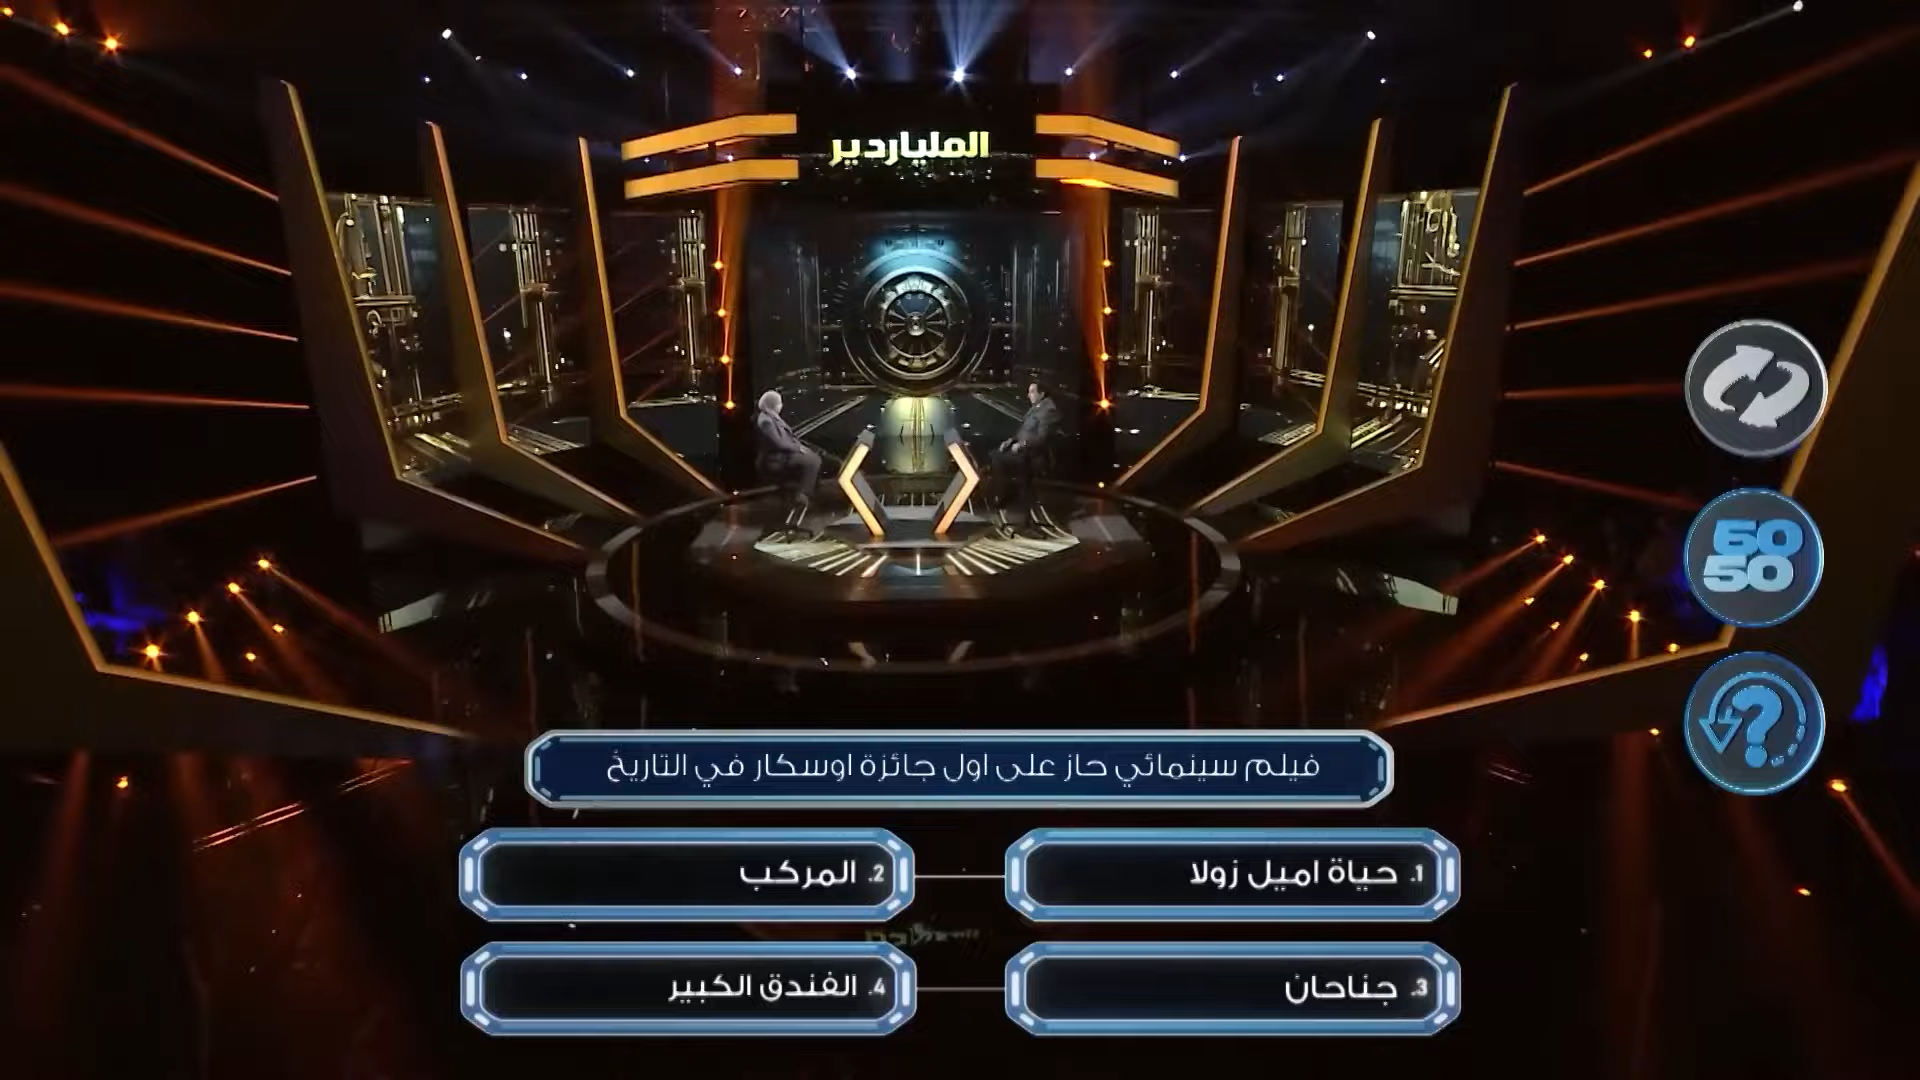 الملياردير
50
50
?
فيلم سينمائي حاز على اول جائزة اوسكار في التاريخ
1. حياة اميل زولا
2. المركب
3. جناحان
4. الفندق الكبير